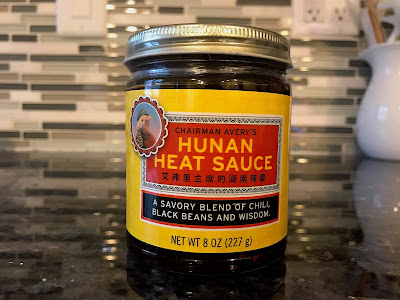 CHAIRMAN AVERY'S
HUNAN
HEAT SAUCE
艾弗里主席的湖南辣醬
A SAVORY BLEND OF CHILI,
BLACK BEANS AND WISDOM.
NET WT 8 OZ (227 g)